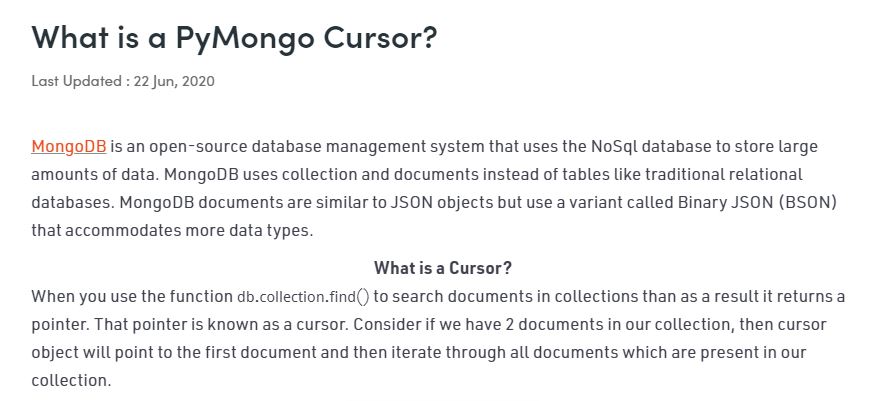 What is a PyMongo Cursor?
Last Updated : 22 Jun, 2020
MongoDB is an open-source database management system that uses the NoSql database to store large
amounts of data. MongoDB uses collection and documents instead of tables like traditional relational
databases. MongoDB documents are similar to JSON objects but use a variant called Binary JSON (BSON)
that accommodates more data types.
What is a Cursor?
When you use the function db.collection.find() to search documents in collections than as a result it returns a
pointer. That pointer is known as a cursor. Consider if we have 2 documents in our collection, then cursor
object will point to the first document and then iterate through all documents which are present in our
collection.